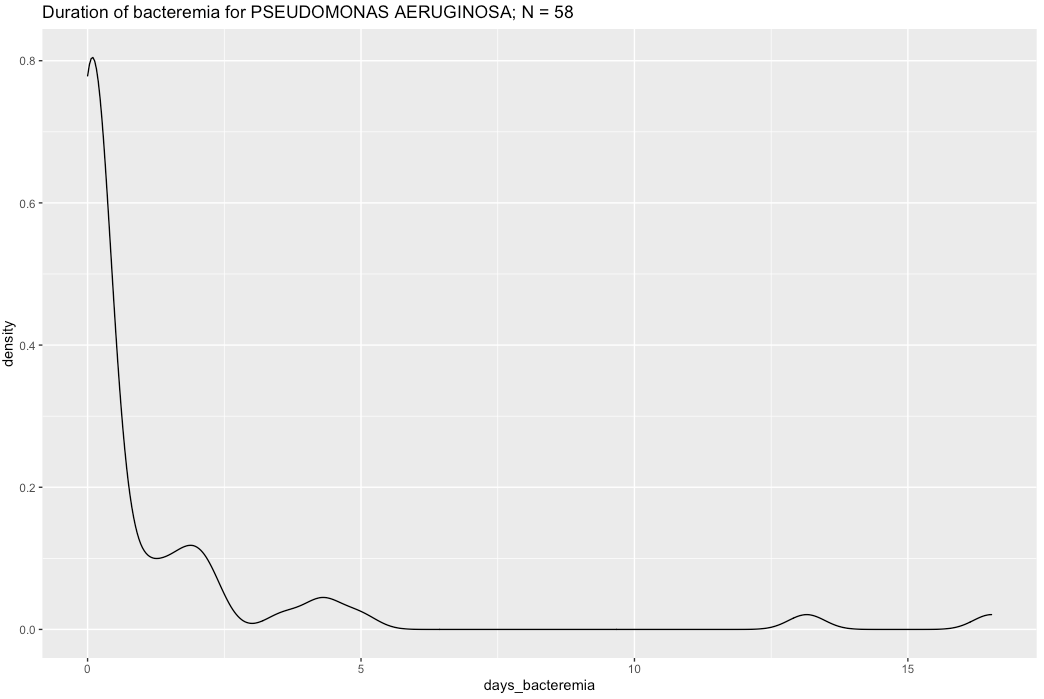 Duration of bacteremia for PSEUDOMONAS AERUGINOSA; N = 58
0.8
0.6
0.4
0.2
0.0
density
0 5 10 15
days_bacteremia